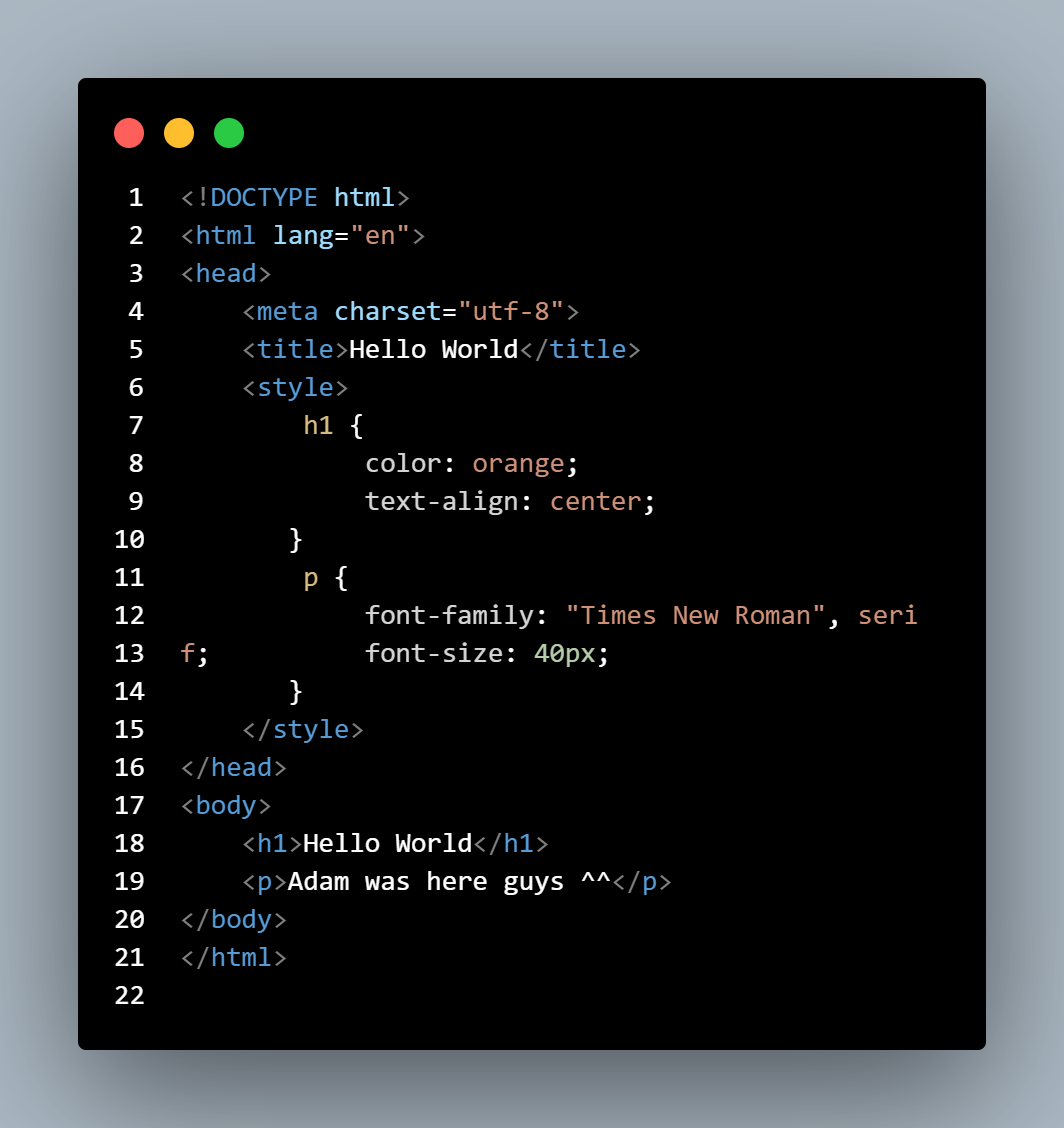 1 <!DOCTYPE html>
2 <html lang="en">
3 <head>
4     <meta charset="utf-8">
5     <title>Hello World</title>
6     <style>
7         h1 {
8             color: orange;
9             text-align: center;
10        }
11         p {
12             font-family: "Times New Roman", seri
13 f;          font-size: 40px;
14        }
15     </style>
16 </head>
17 <body>
18     <h1>Hello World</h1>
19     <p>Adam was here guys ^^</p>
20 </body>
21 </html>
22